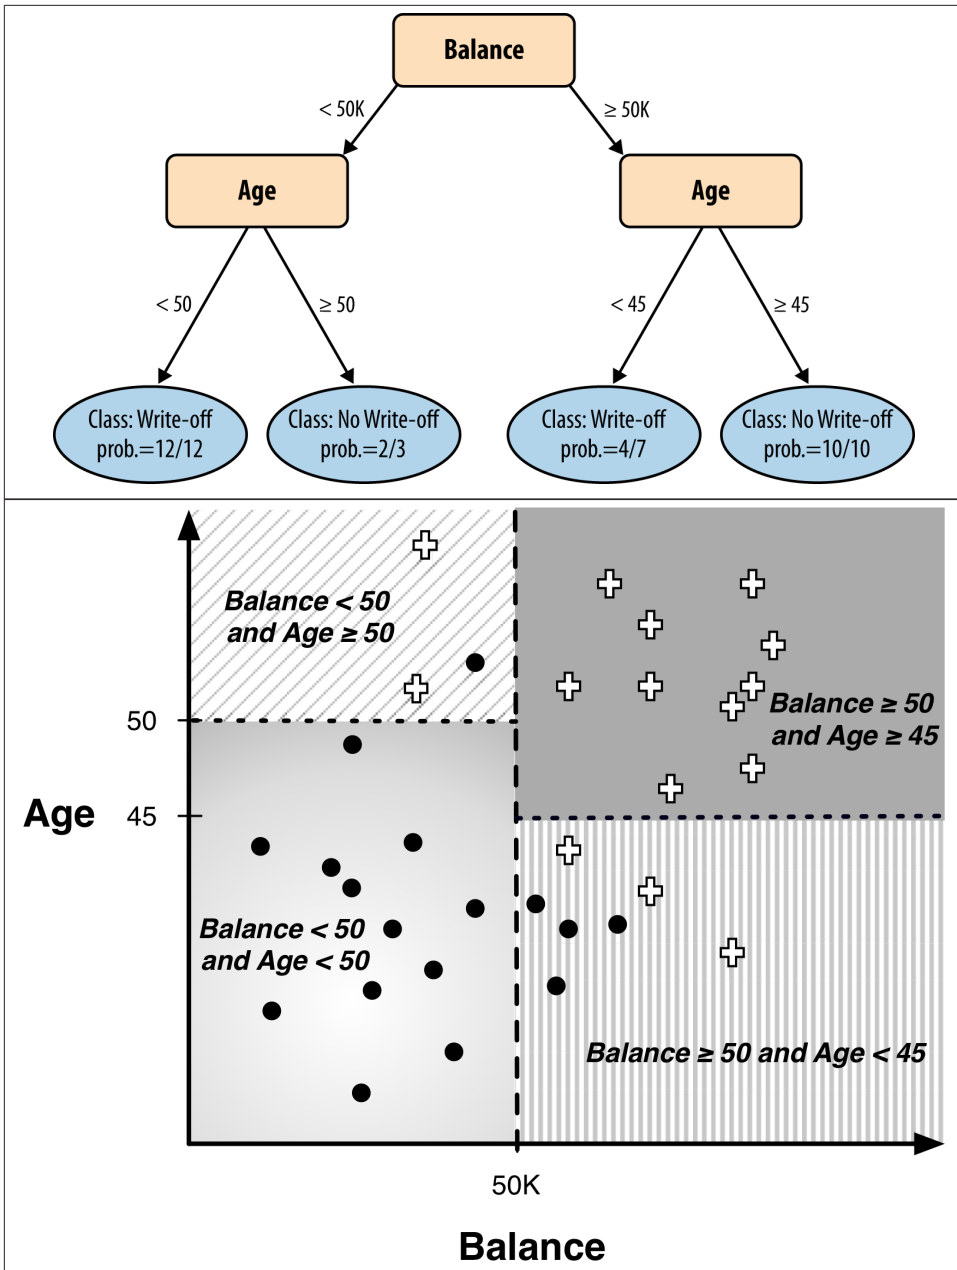 Balance
< 50K
≥ 50K
Age
Age
< 50
≥ 50
< 45
≥ 45
Class: Write-off
prob.=12/12
Class: No Write-off
prob.=2/3
Class: Write-off
prob.=4/7
Class: No Write-off
prob.=10/10
Balance < 50
and Age ≥ 50
Balance ≥ 50
and Age ≥ 45
50
Age
45
Balance < 50
and Age < 50
Balance ≥ 50 and Age < 45
50K
Balance